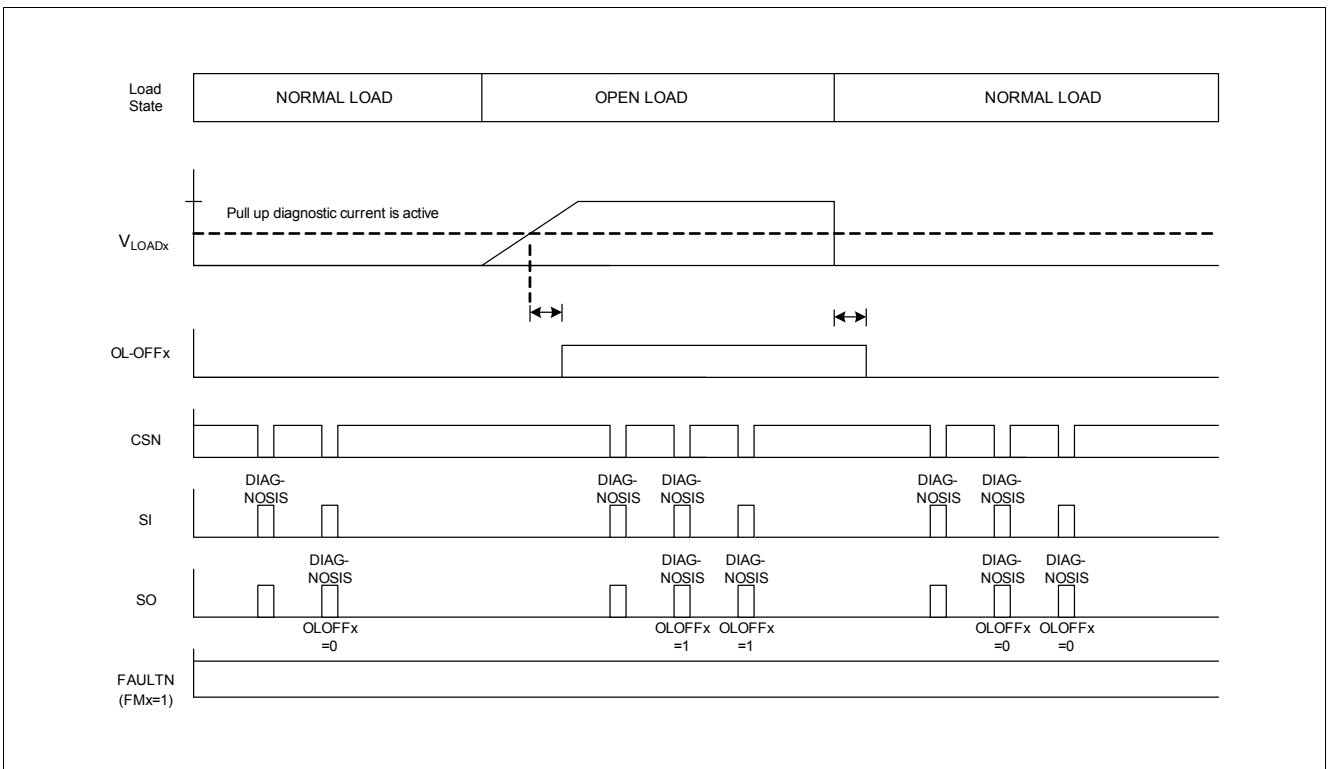 Load
State
NORMAL LOAD
OPEN LOAD
NORMAL LOAD
Pull up diagnostic current is active
VLOADx
OL-OFFx
CSN
DIAG-
NOSIS
DIAG-
NOSIS
DIAG-
NOSIS
DIAG-
NOSIS
DIAG-
NOSIS
SI
DIAG-
NOSIS
DIAG-
NOSIS
DIAG-
NOSIS
DIAG-
NOSIS
DIAG-
NOSIS
SO
OLOFFx
=0
OLOFFx
=1
OLOFFx
=1
OLOFFx
=0
OLOFFx
=0
FAULTN
(FMx=1)